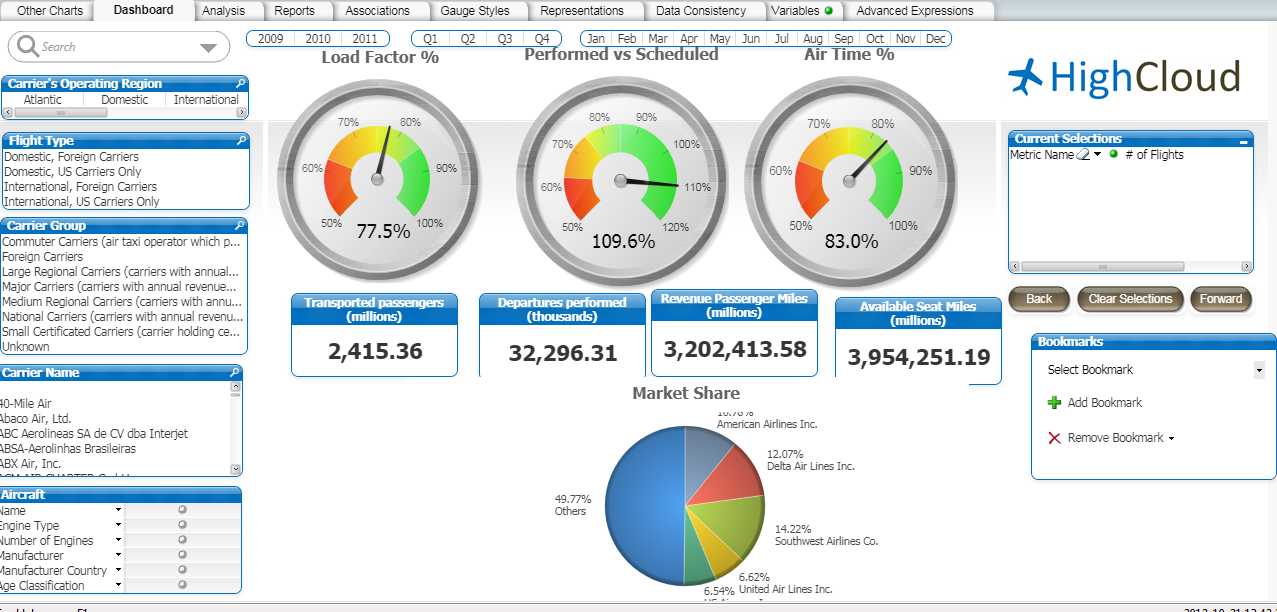 Other Charts
Dashboard
Analysis
Reports
Associations
Gauge Styles
Representations
Data Consistency
Variables
Advanced Expressions
Search
2009 2010 2011
Q1 Q2 Q3 Q4
Jan Feb Mar Apr May Jun Jul Aug Sep Oct Nov Dec
HighCloud
Carrier's Operating Region
Atlantic Domestic International
Flight Type
Domestic, Foreign Carriers
Domestic, US Carriers Only
International, Foreign Carriers
International, US Carriers Only
Carrier Group
Commuter Carriers (air taxi operator which p...
Foreign Carriers
Large Regional Carriers (carriers with annual...
Major Carriers (carriers with annual revenue...
Medium Regional Carriers (carriers with annu...
National Carriers (carriers with annual revenu...
Small Certificated Carriers (carrier holding ce...
Unknown
Carrier Name
40-Mile Air
Abaco Air, Ltd.
ABC Aerolineas SA de CV dba Interjet
ABSA-Aerolinhas Brasileiras
ABX Air, Inc.
Aircraft
Name
Engine Type
Number of Engines
Manufacturer
Manufacturer Country
Age Classification
Load Factor %
50% 60% 70% 80% 90% 100%
77.5%
Performed vs Scheduled
50% 60% 70% 80% 90% 100% 110% 120%
109.6%
Air Time %
50% 60% 70% 80% 90% 100%
83.0%
Transported passengers
(millions)
2,415.36
Departures performed
(thousands)
32,296.31
Revenue Passenger Miles
(millions)
3,202,413.58
Available Seat Miles
(millions)
3,954,251.19
Market Share
10.78%
American Airlines Inc.
12.07%
Delta Air Lines Inc.
14.22%
Southwest Airlines Co.
6.62%
United Air Lines Inc.
6.54%
49.77%
Others
Current Selections
Metric Name # of Flights
Back
Clear Selections
Forward
Bookmarks
Select Bookmark
Add Bookmark
Remove Bookmark